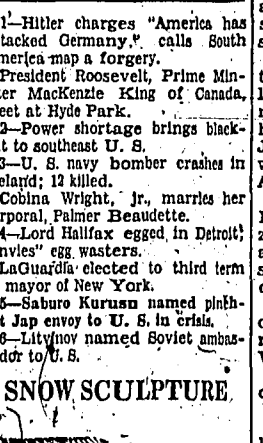 1—Hitler charges "America has
tacked Germany," calls South
merica map a forgery.
President Roosevelt, Prime Min-
ter MacKenzie King of Canada,
eet at Hyde Park.
2—Power shortage brings black-
t to southeast U. S.
3—U. S. navy bomber crashes in
eland; 12 killed.
Cobina Wright, Jr., marries her
rporal, Palmer Beaudette.
4—Lord Halifax egged in Detroit;
nvies" egg wasters.
LaGuardia elected to third term
mayor of New York.
5—Saburo Kurusu named
t Jap envoy to U. S. in crisis.
6—Litvinov named Soviet ambas-
dor to U. S.
SNOW SCULPTURE